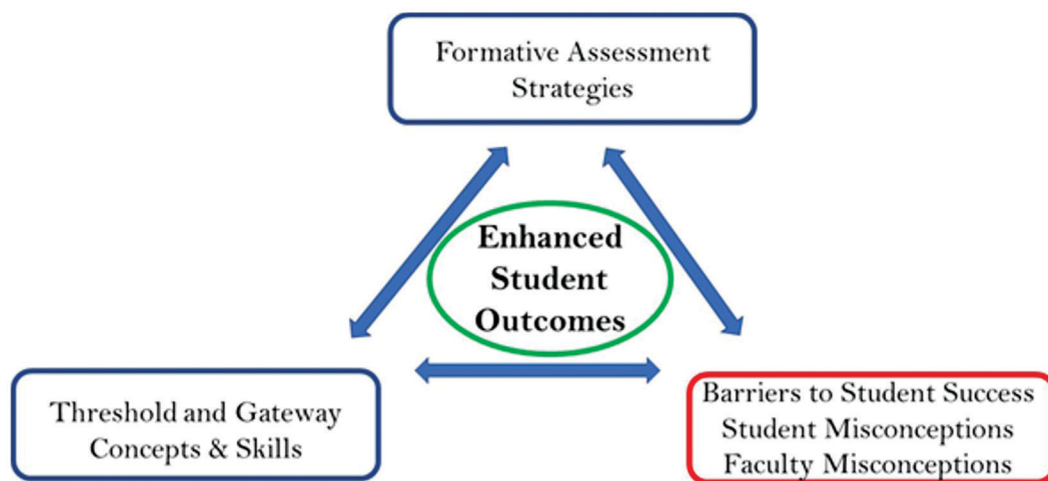 Formative Assessment
Strategies
Enhanced
Student
Outcomes
Threshold and Gateway
Concepts & Skills
Barriers to Student Success
Student Misconceptions
Faculty Misconceptions